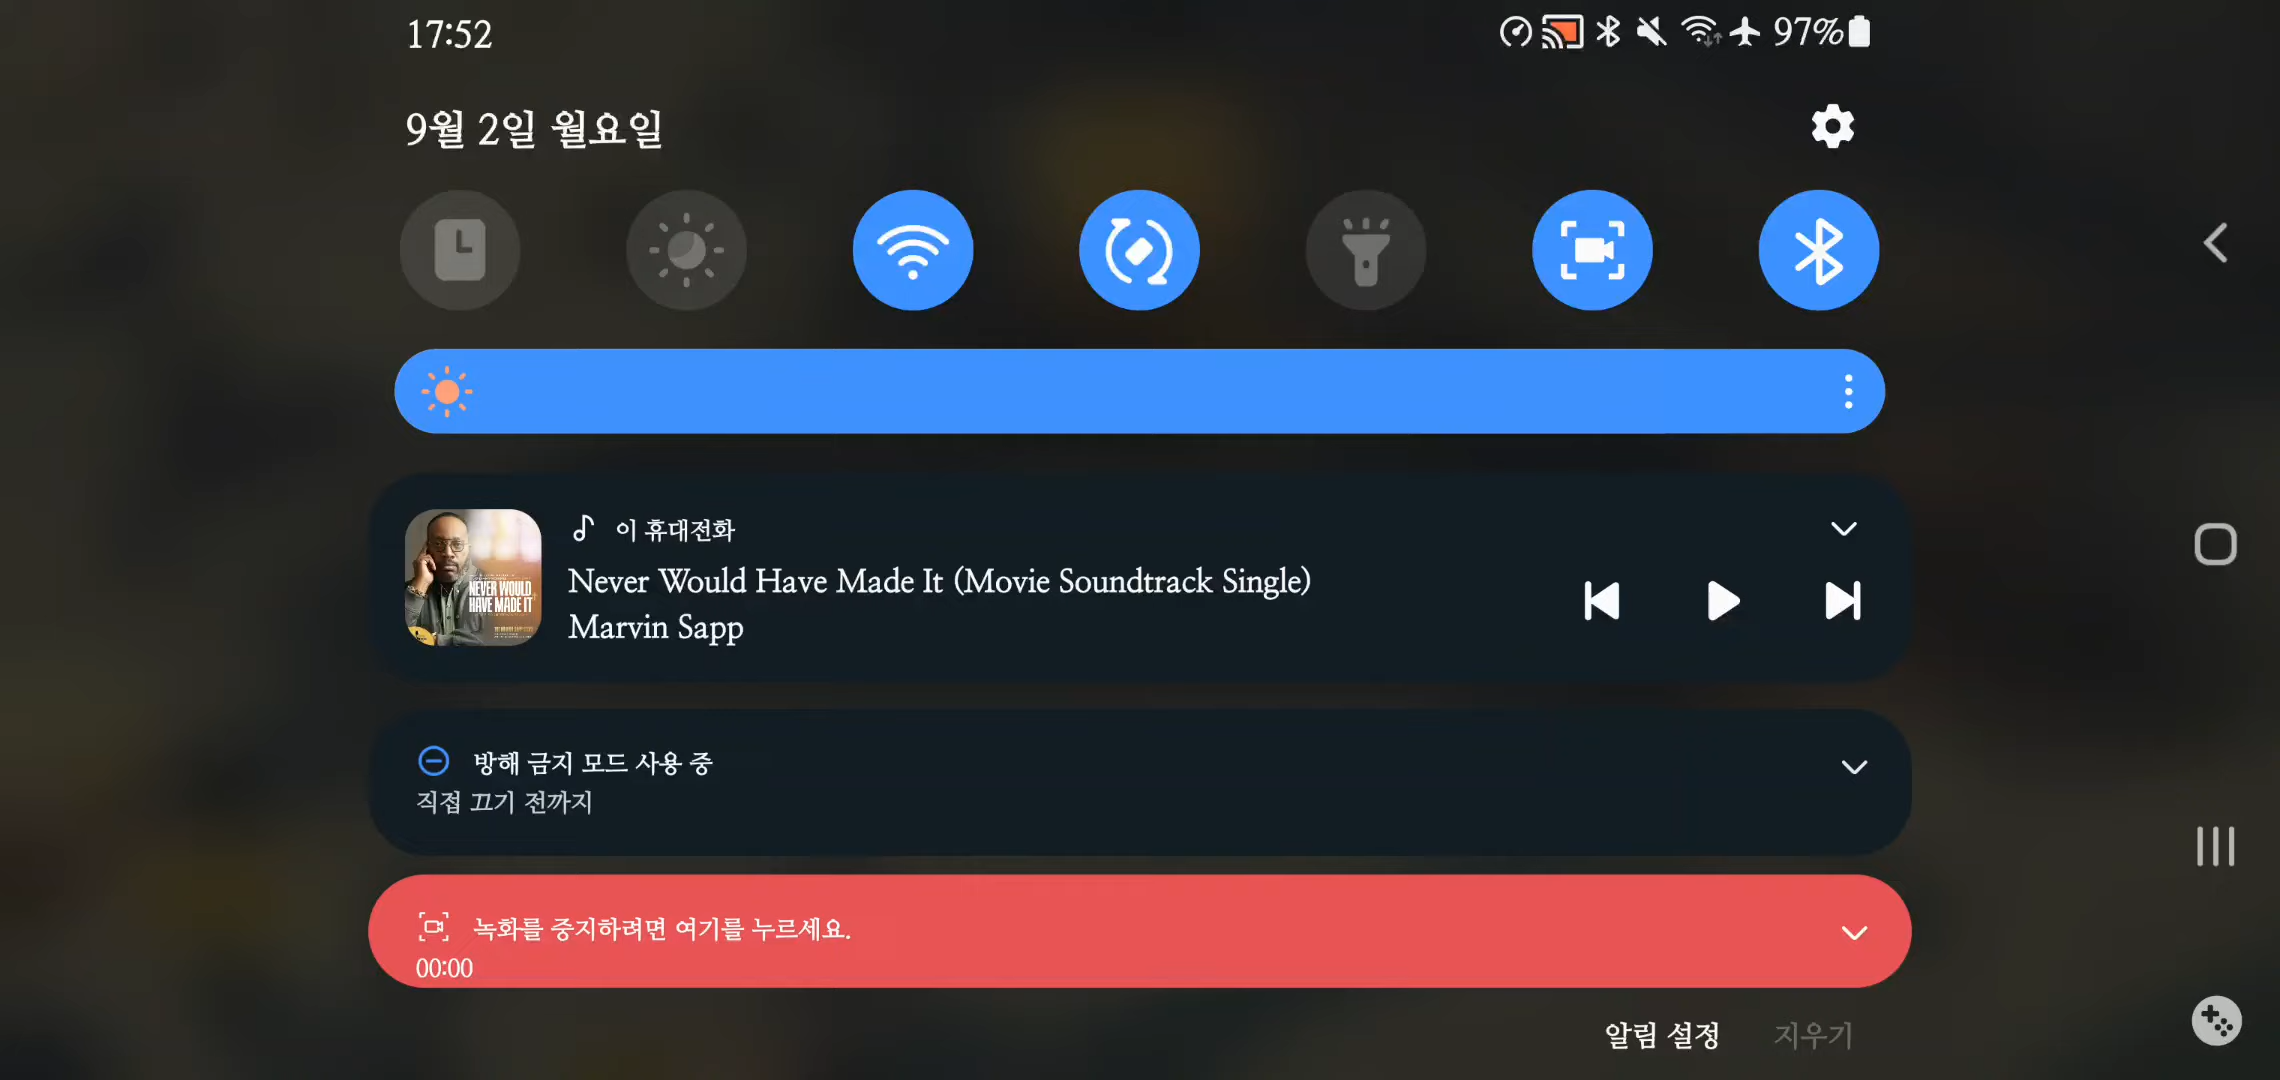 17:52
97%
9월 2일 월요일
이 휴대전화
Never Would Have Made It (Movie Soundtrack Single)
Marvin Sapp
NEVER WOULD
HAVE MADE IT
방해 금지 모드 사용 중
직접 끄기 전까지
녹화를 중지하려면 여기를 누르세요.
00:00
알림 설정
지우기